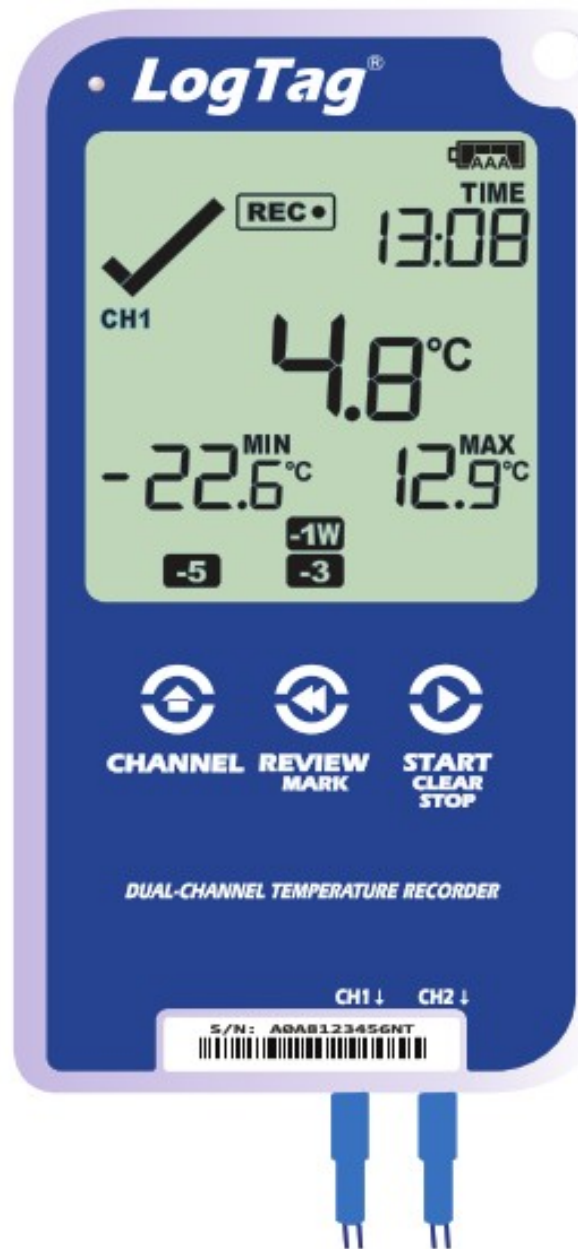 LogTag®
AAA
TIME
REC
13:08
CH1
4.8°C
MIN
MAX
-22.6°C
12.9°C
-1W
-5
-3
CHANNEL
REVIEW
MARK
START
CLEAR
STOP
DUAL-CHANNEL TEMPERATURE RECORDER
CH1↓ CH2↓
S/N: A0AB123456NT